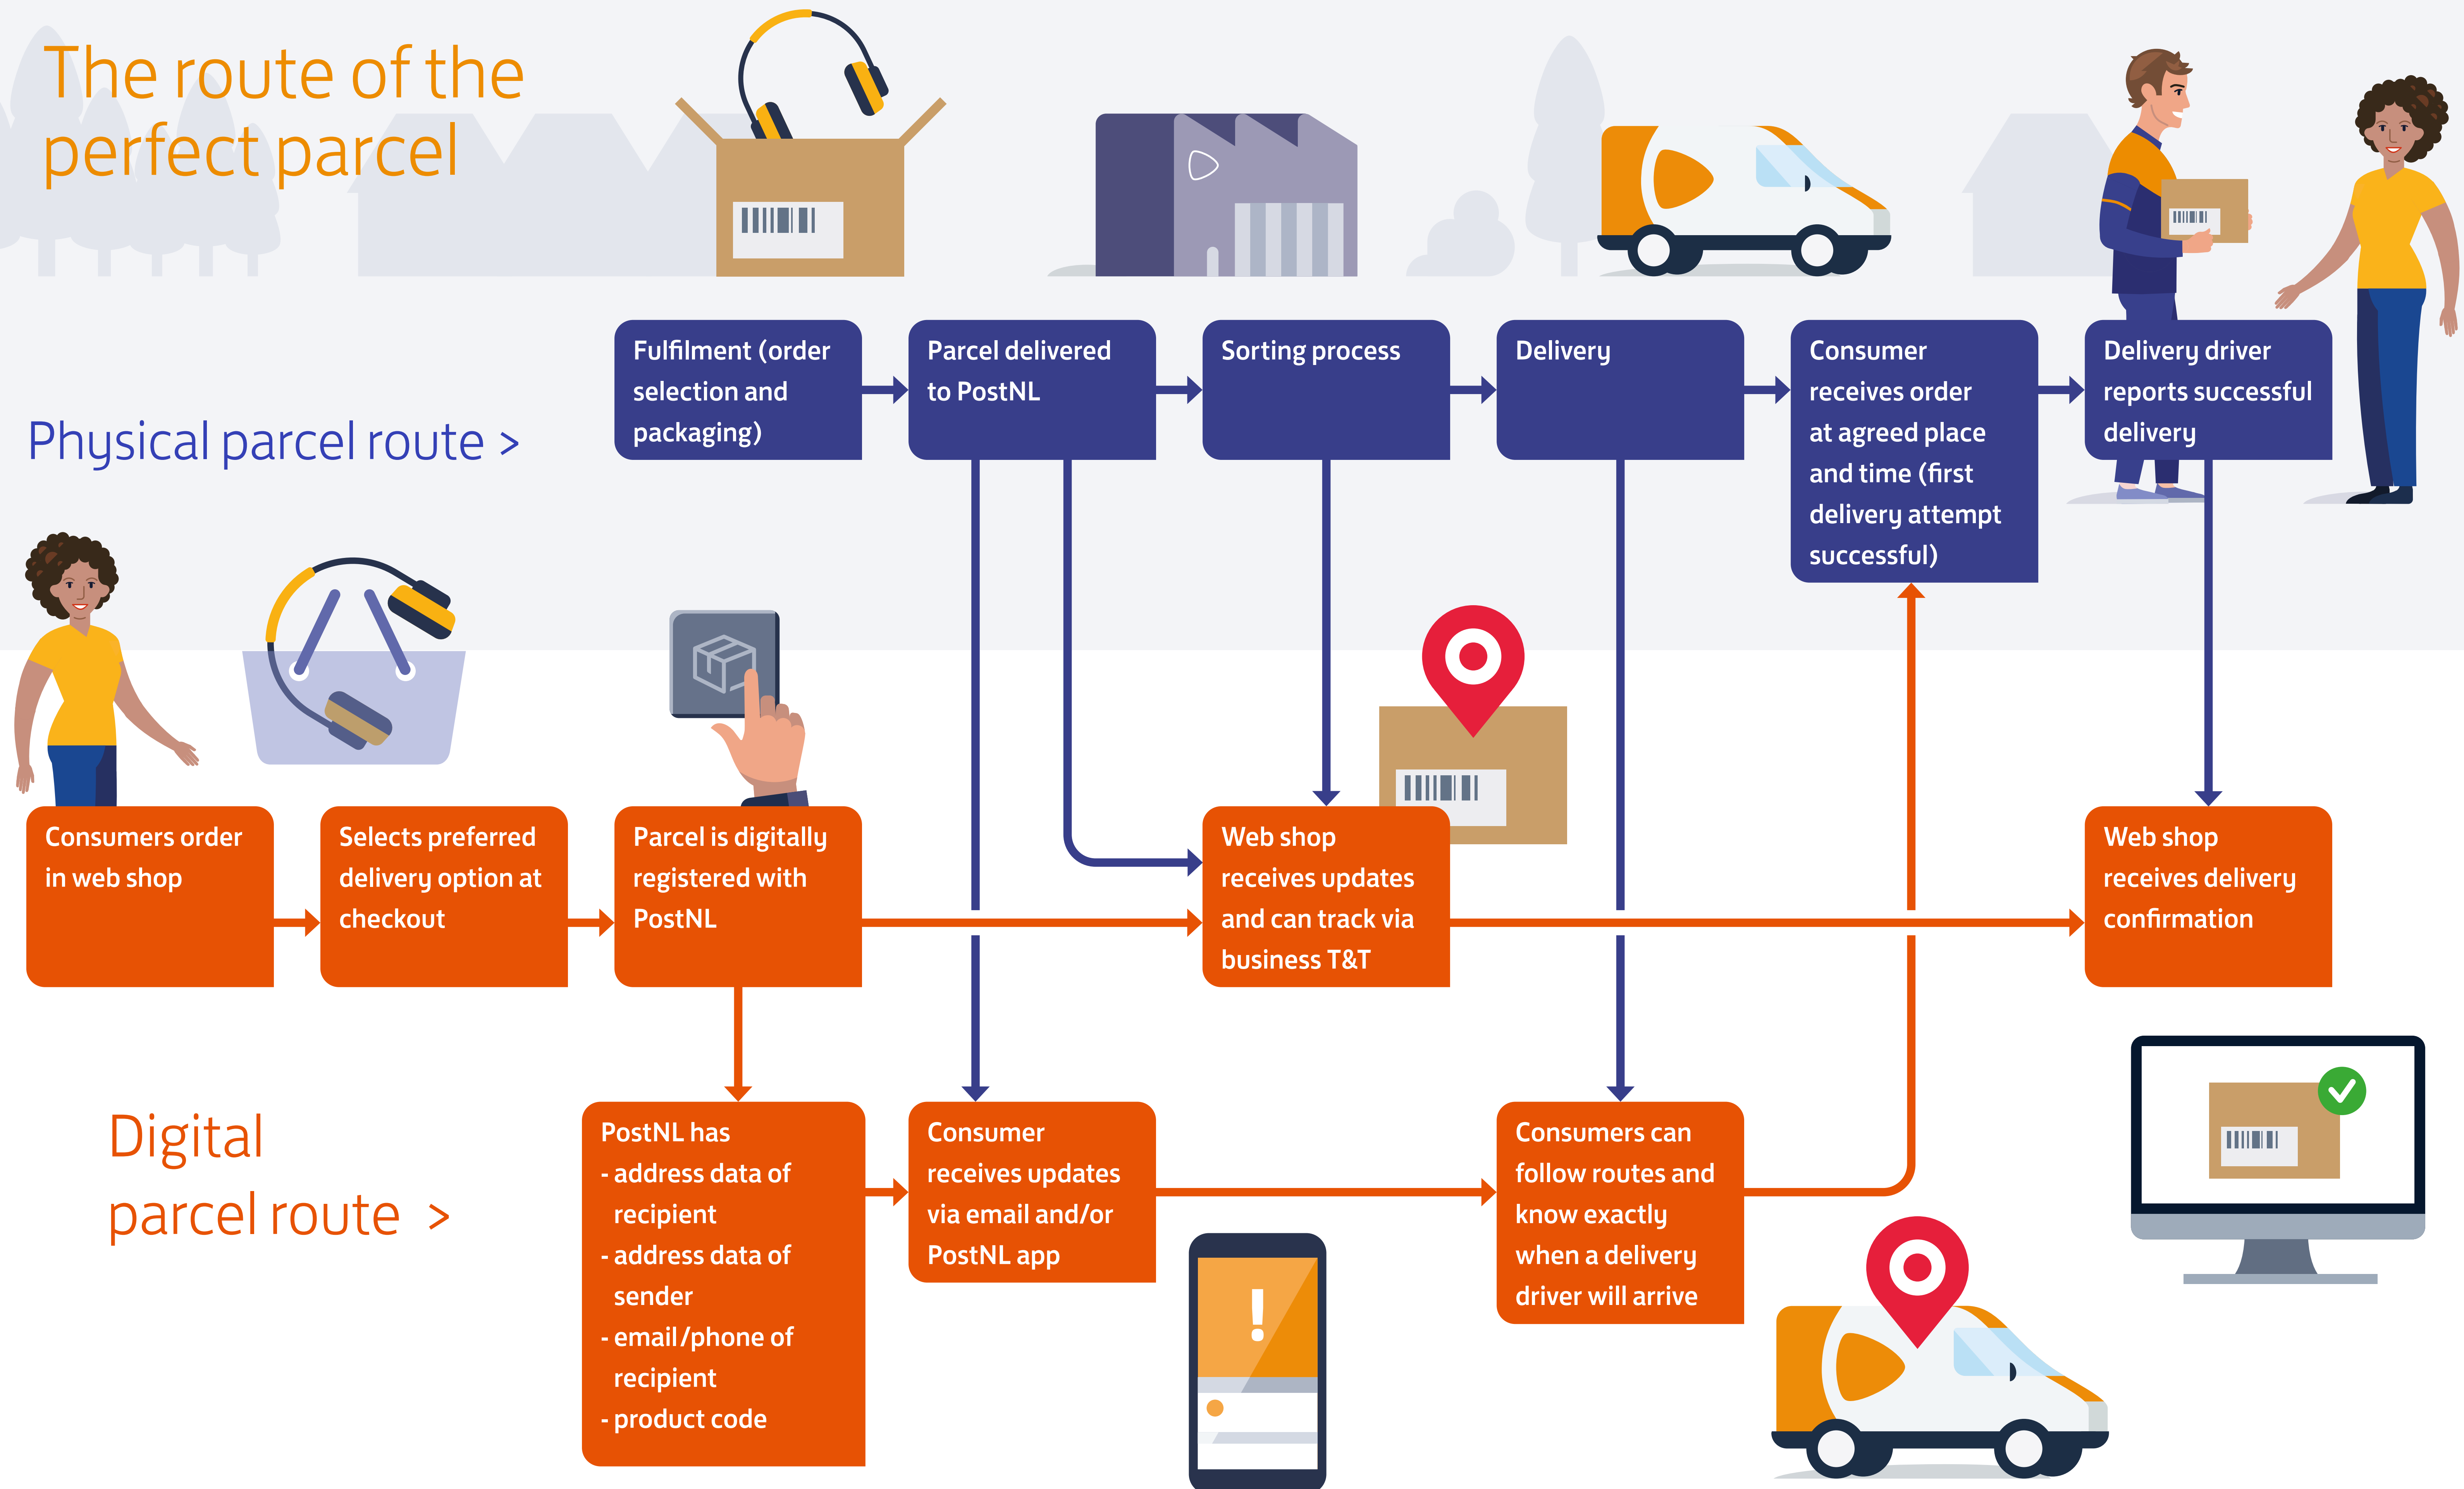 The route of the
perfect parcel
Physical parcel route >
Fulfilment (order
selection and
packaging)
Parcel delivered
to PostNL
Sorting process
Delivery
Consumer
receives order
at agreed place
and time (first
delivery attempt
successful)
Delivery driver
reports successful
delivery
Consumers order
in web shop
Selects preferred
delivery option at
checkout
Parcel is digitally
registered with
PostNL
Web shop
receives updates
and can track via
business T&T
Web shop
receives delivery
confirmation
Digital
parcel route >
PostNL has
- address data of
recipient
- address data of
sender
- email/phone of
recipient
- product code
Consumer
receives updates
via email and/or
PostNL app
!
Consumers can
follow routes and
know exactly
when a delivery
driver will arrive